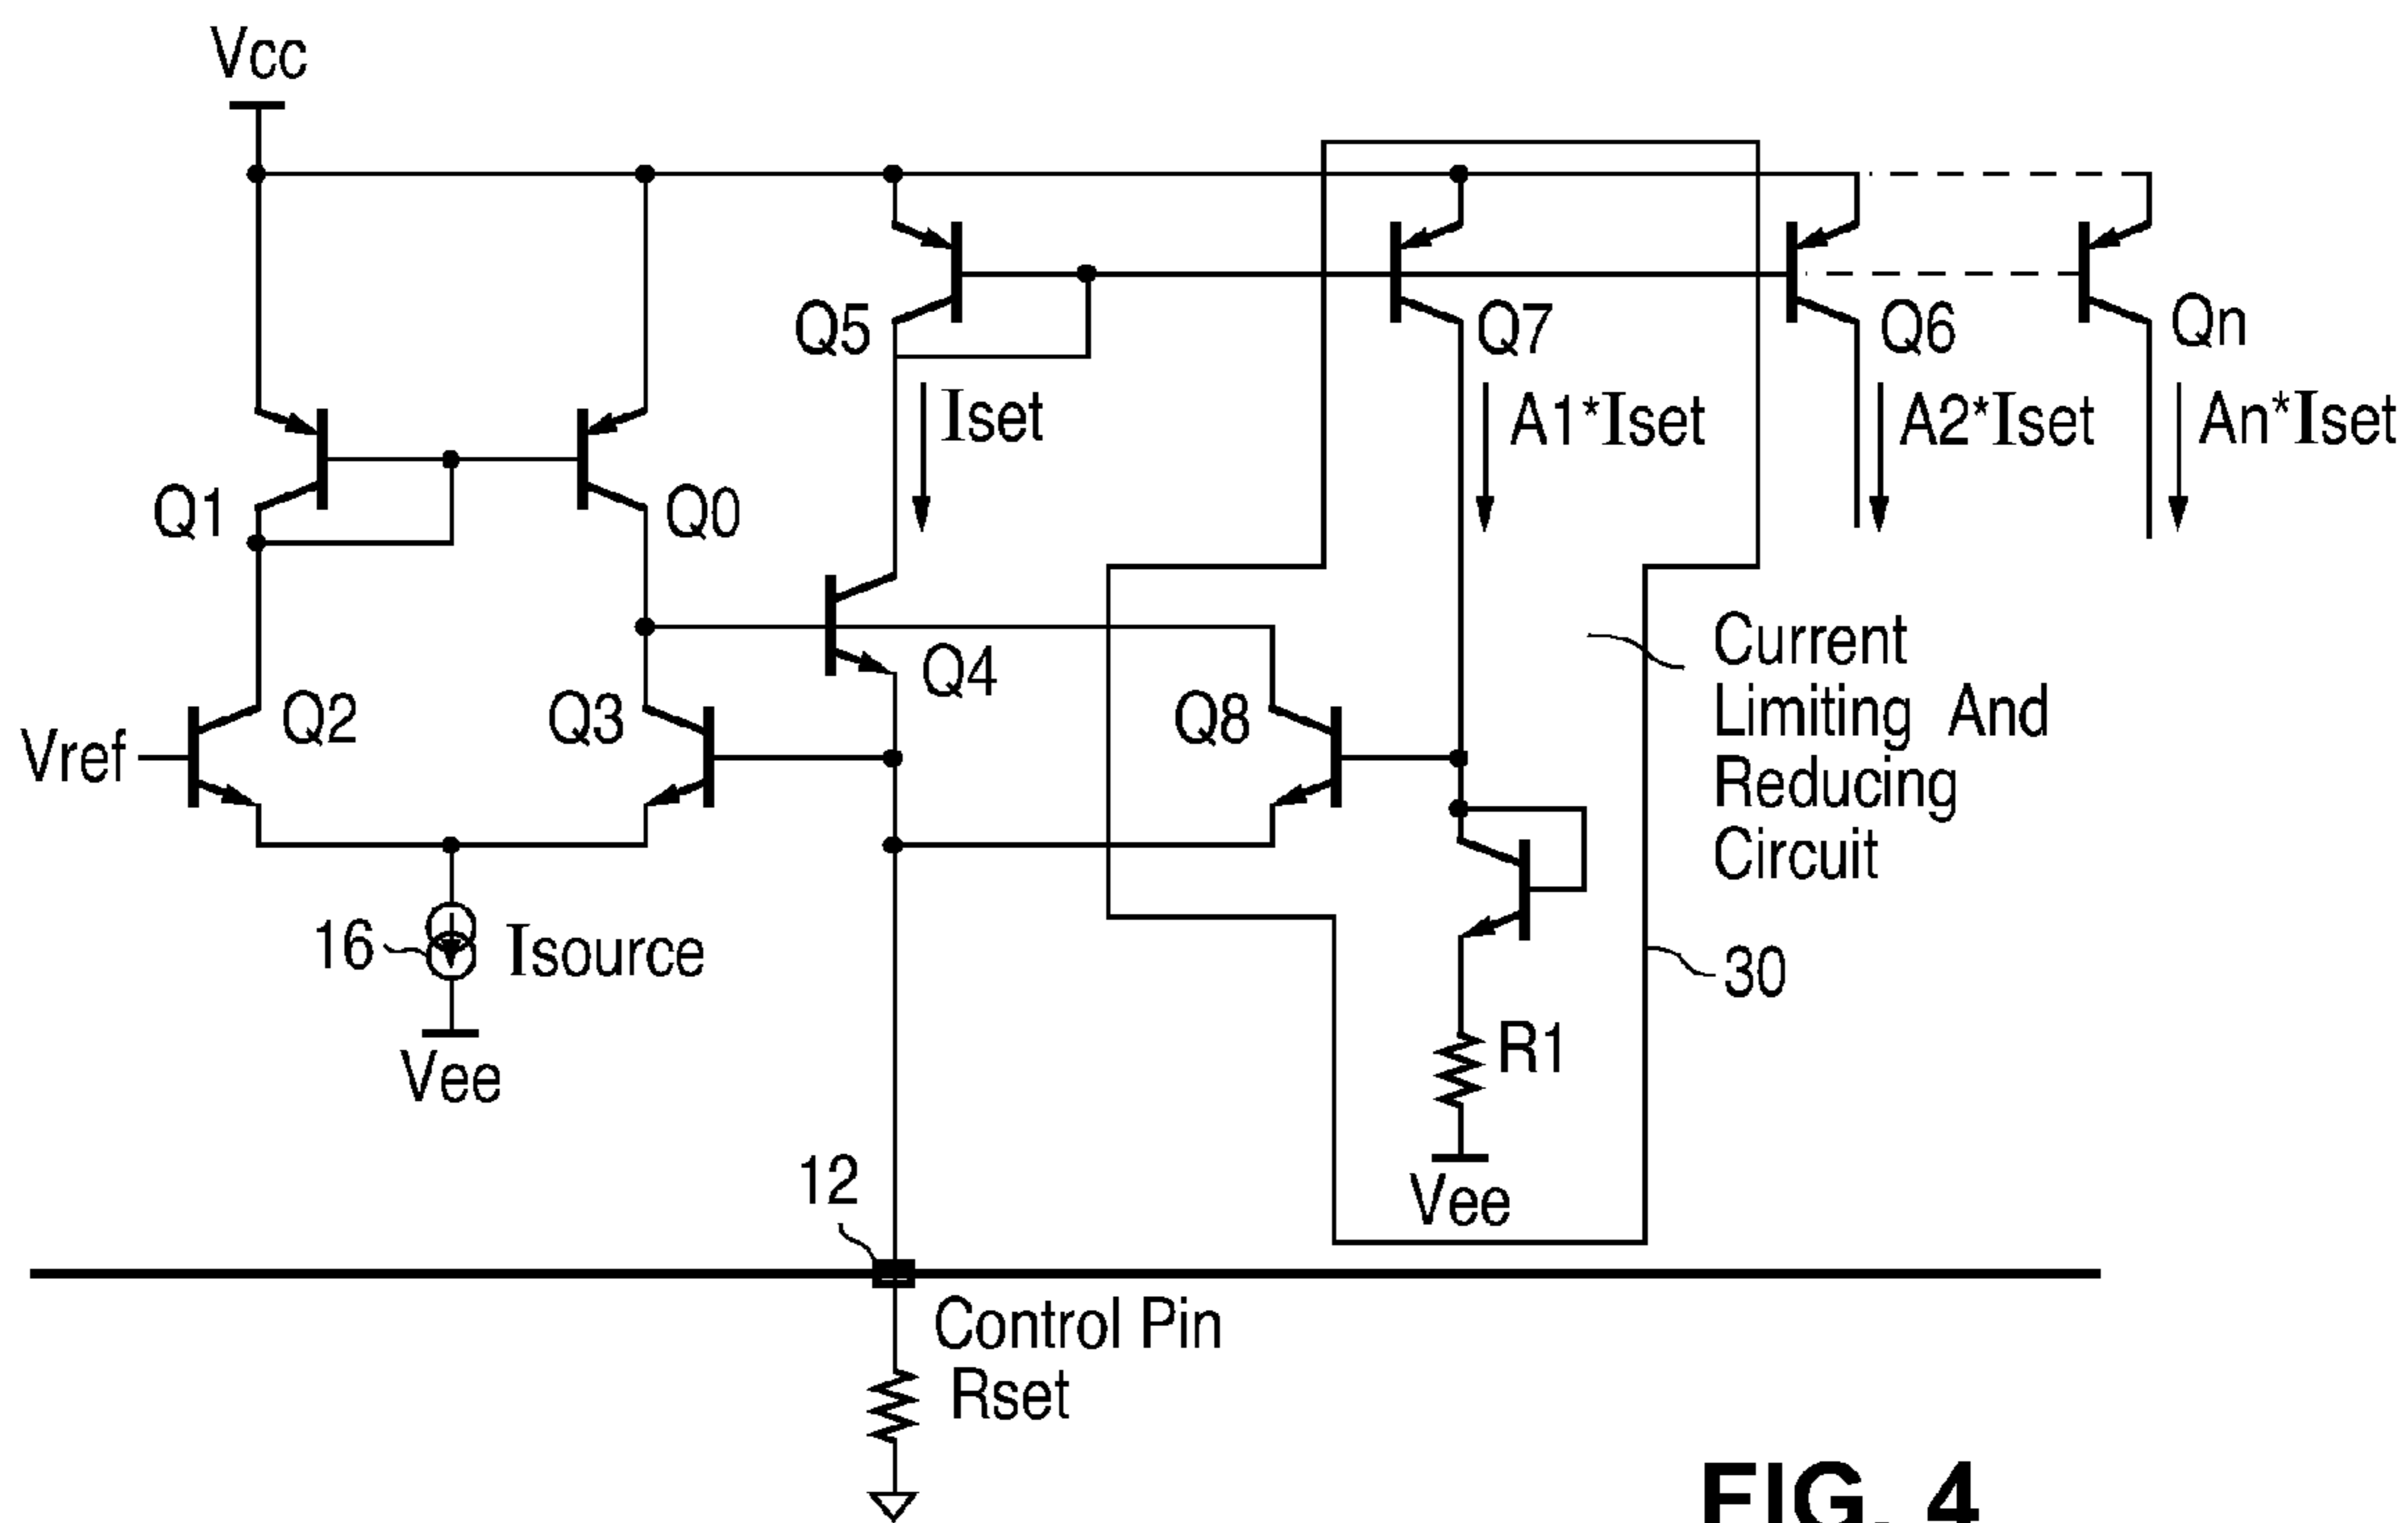 Vcc
Q5
Q7
Q6
Qn
Iset
A1*Iset
A2*Iset
An*Iset
Q1
Q0
Q4
Current
Limiting And
Reducing
Circuit
Vref
Q2
Q3
Q8
16
Isource
30
Vee
R1
Vee
12
Control Pin
Rset
FIG. 4